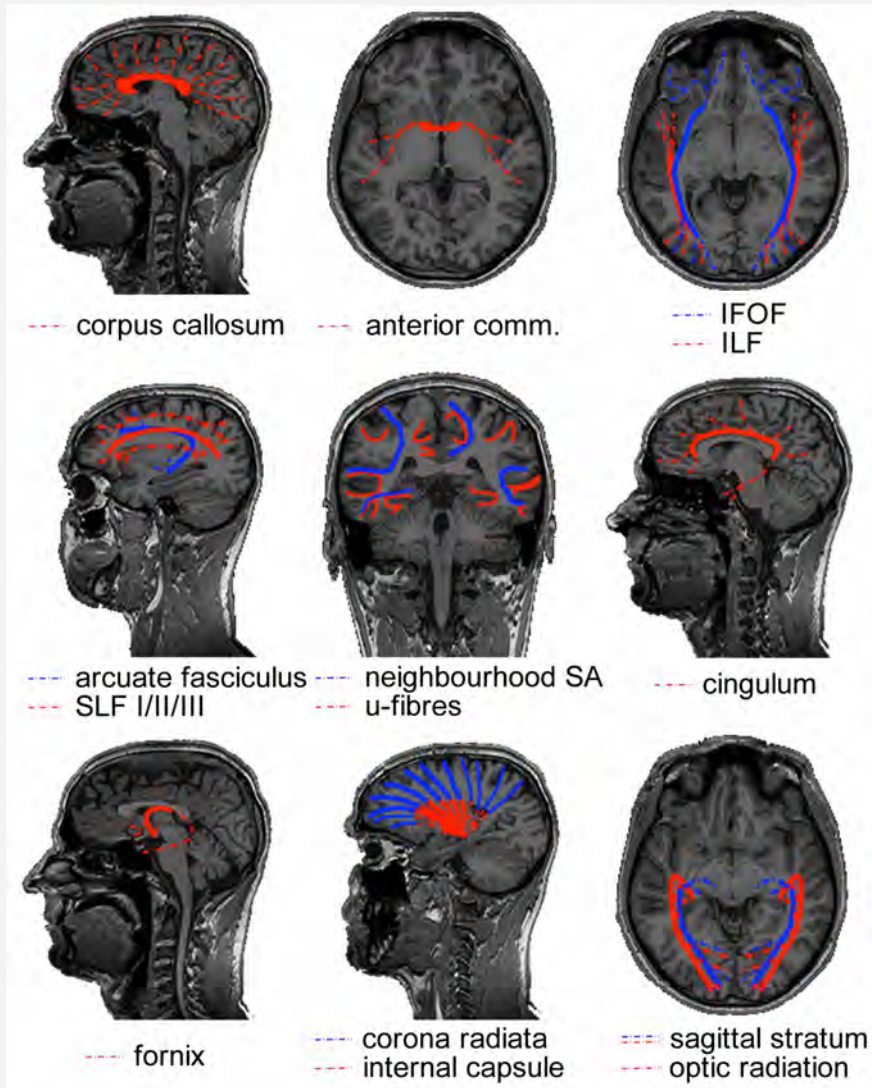 corpus callosum
anterior comm.
IFOF
ILF
arcuate fasciculus
SLF I/II/III
neighbourhood SA
u-fibres
cingulum
fornix
corona radiata
internal capsule
sagittal stratum
optic radiation